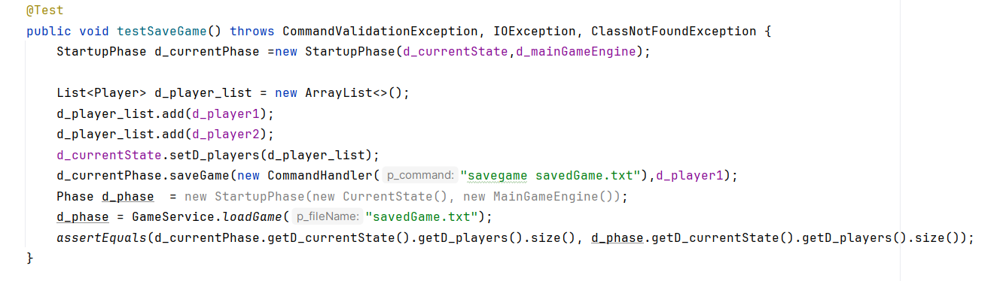 @Test
public void testSaveGame() throws CommandValidationException, IOException, ClassNotFoundException {
    StartupPhase d_currentPhase =new StartupPhase(d_currentState,d_mainGameEngine);

    List<Player> d_player_list = new ArrayList<>();
    d_player_list.add(d_player1);
    d_player_list.add(d_player2);
    d_currentState.setD_players(d_player_list);
    d_currentPhase.saveGame(new CommandHandler( p_command: "savegame savedGame.txt"),d_player1);
    Phase d_phase  = new StartupPhase(new CurrentState(), new MainGameEngine());
    d_phase = GameService.loadGame( p_fileName: "savedGame.txt");
    assertEquals(d_currentPhase.getD_currentState().getD_players().size(), d_phase.getD_currentState().getD_players().size());
}